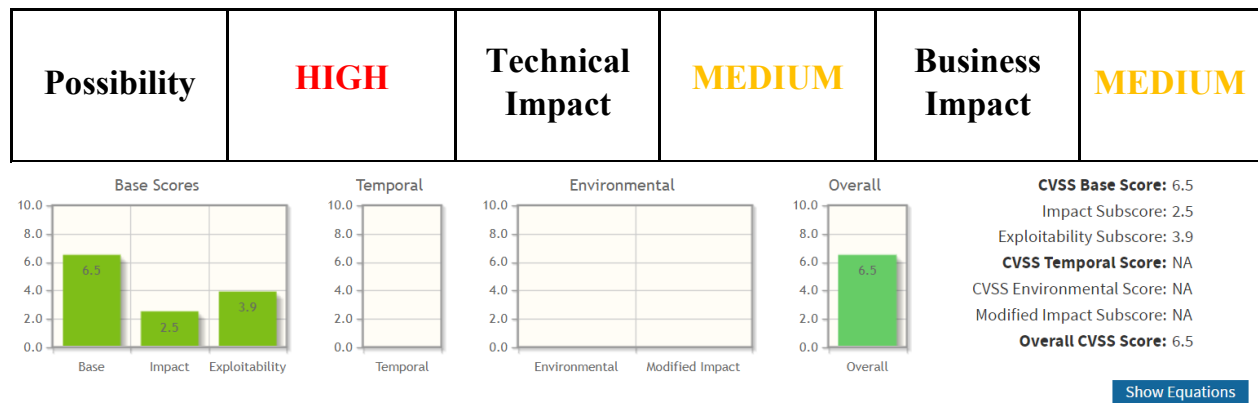 Possibility
HIGH
Technical
Impact
MEDIUM
Business
Impact
MEDIUM
Base Scores
10.0
8.0
6.0
4.0
2.0
0.0
6.5
2.5
3.9
Base Impact Exploitability
Temporal
10.0
8.0
6.0
4.0
2.0
0.0
Temporal
Environmental
10.0
8.0
6.0
4.0
2.0
0.0
Environmental Modified Impact
Overall
10.0
8.0
6.0
4.0
2.0
0.0
6.5
Overall
CVSS Base Score: 6.5
Impact Subscore: 2.5
Exploitability Subscore: 3.9
CVSS Temporal Score: NA
CVSS Environmental Score: NA
Modified Impact Subscore: NA
Overall CVSS Score: 6.5
Show Equations